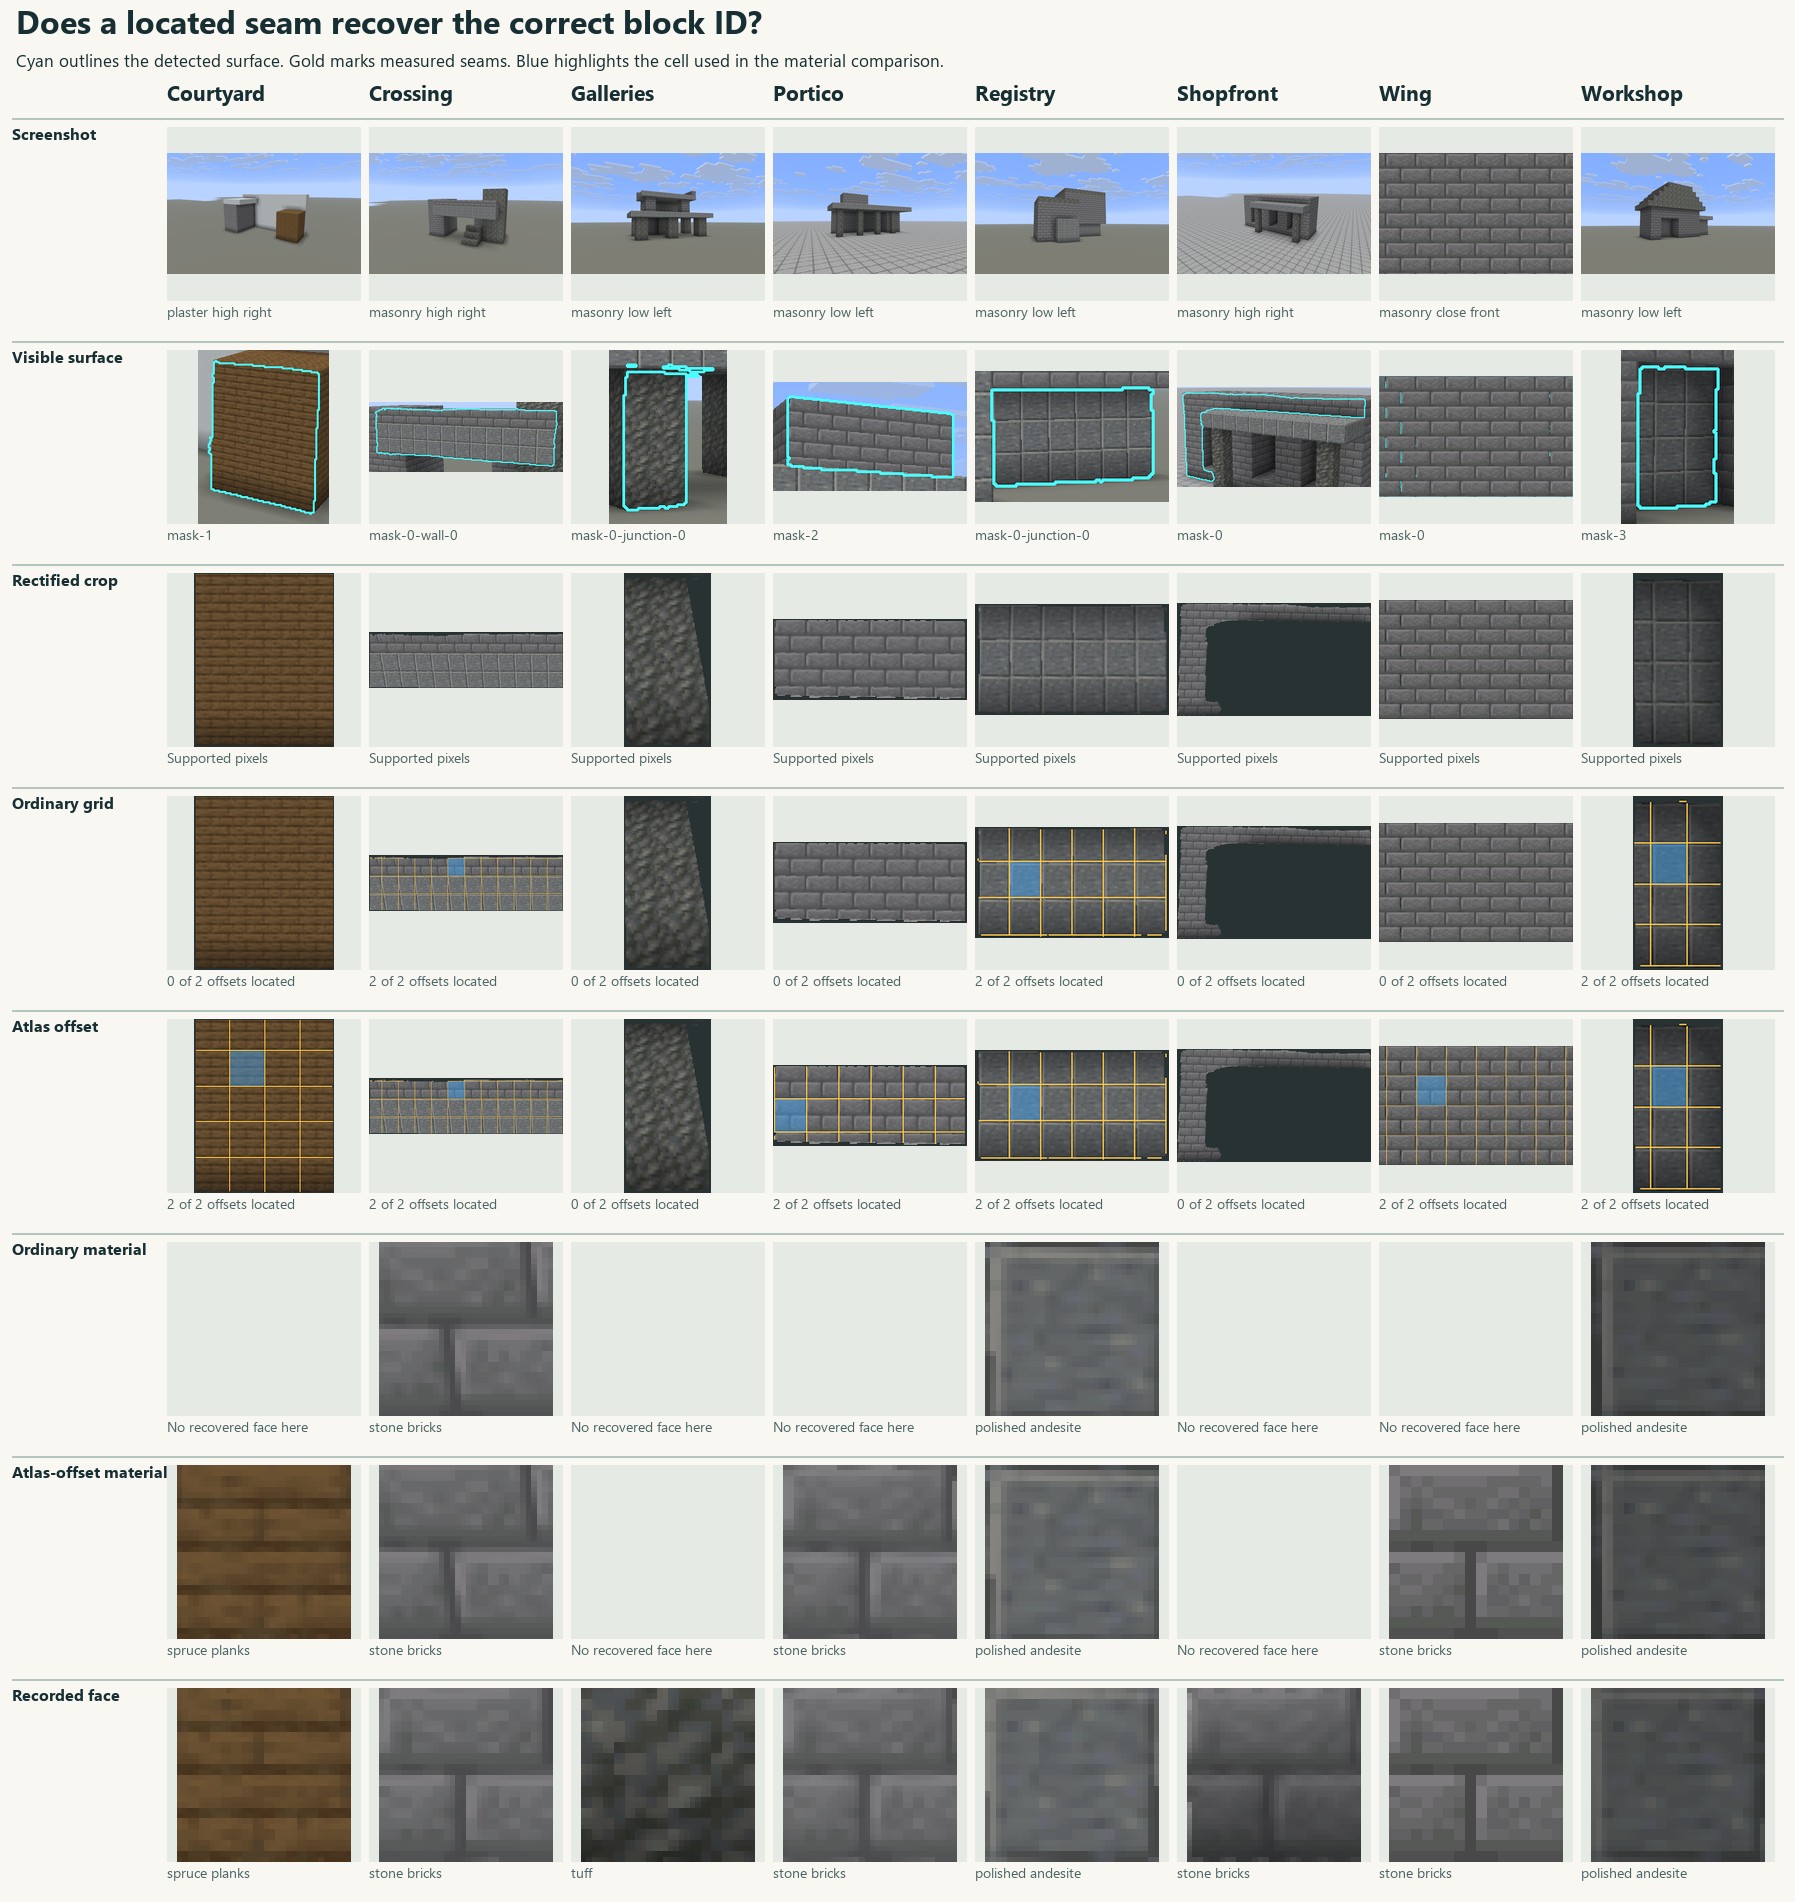 Does a located seam recover the correct block ID?
Cyan outlines the detected surface. Gold marks measured seams. Blue highlights the cell used in the material comparison.
Courtyard Crossing Galleries Portico Registry Shopfront Wing Workshop
Screenshot
plaster high right masonry high right masonry low left masonry low left masonry low left masonry high right masonry close front masonry low left
Visible surface
mask-1 mask-0-wall-0 mask-0-junction-0 mask-2 mask-0-junction-0 mask-0 mask-0 mask-3
Rectified crop
Supported pixels Supported pixels Supported pixels Supported pixels Supported pixels Supported pixels Supported pixels Supported pixels
Ordinary grid
0 of 2 offsets located 2 of 2 offsets located 0 of 2 offsets located 0 of 2 offsets located 2 of 2 offsets located 0 of 2 offsets located 0 of 2 offsets located 2 of 2 offsets located
Atlas offset
2 of 2 offsets located 2 of 2 offsets located 0 of 2 offsets located 2 of 2 offsets located 2 of 2 offsets located 0 of 2 offsets located 2 of 2 offsets located 2 of 2 offsets located
Ordinary material
No recovered face here stone bricks No recovered face here No recovered face here polished andesite No recovered face here No recovered face here polished andesite
Atlas-offset material
spruce planks stone bricks No recovered face here stone bricks polished andesite No recovered face here stone bricks polished andesite
Recorded face
spruce planks stone bricks tuff stone bricks polished andesite stone bricks stone bricks polished andesite